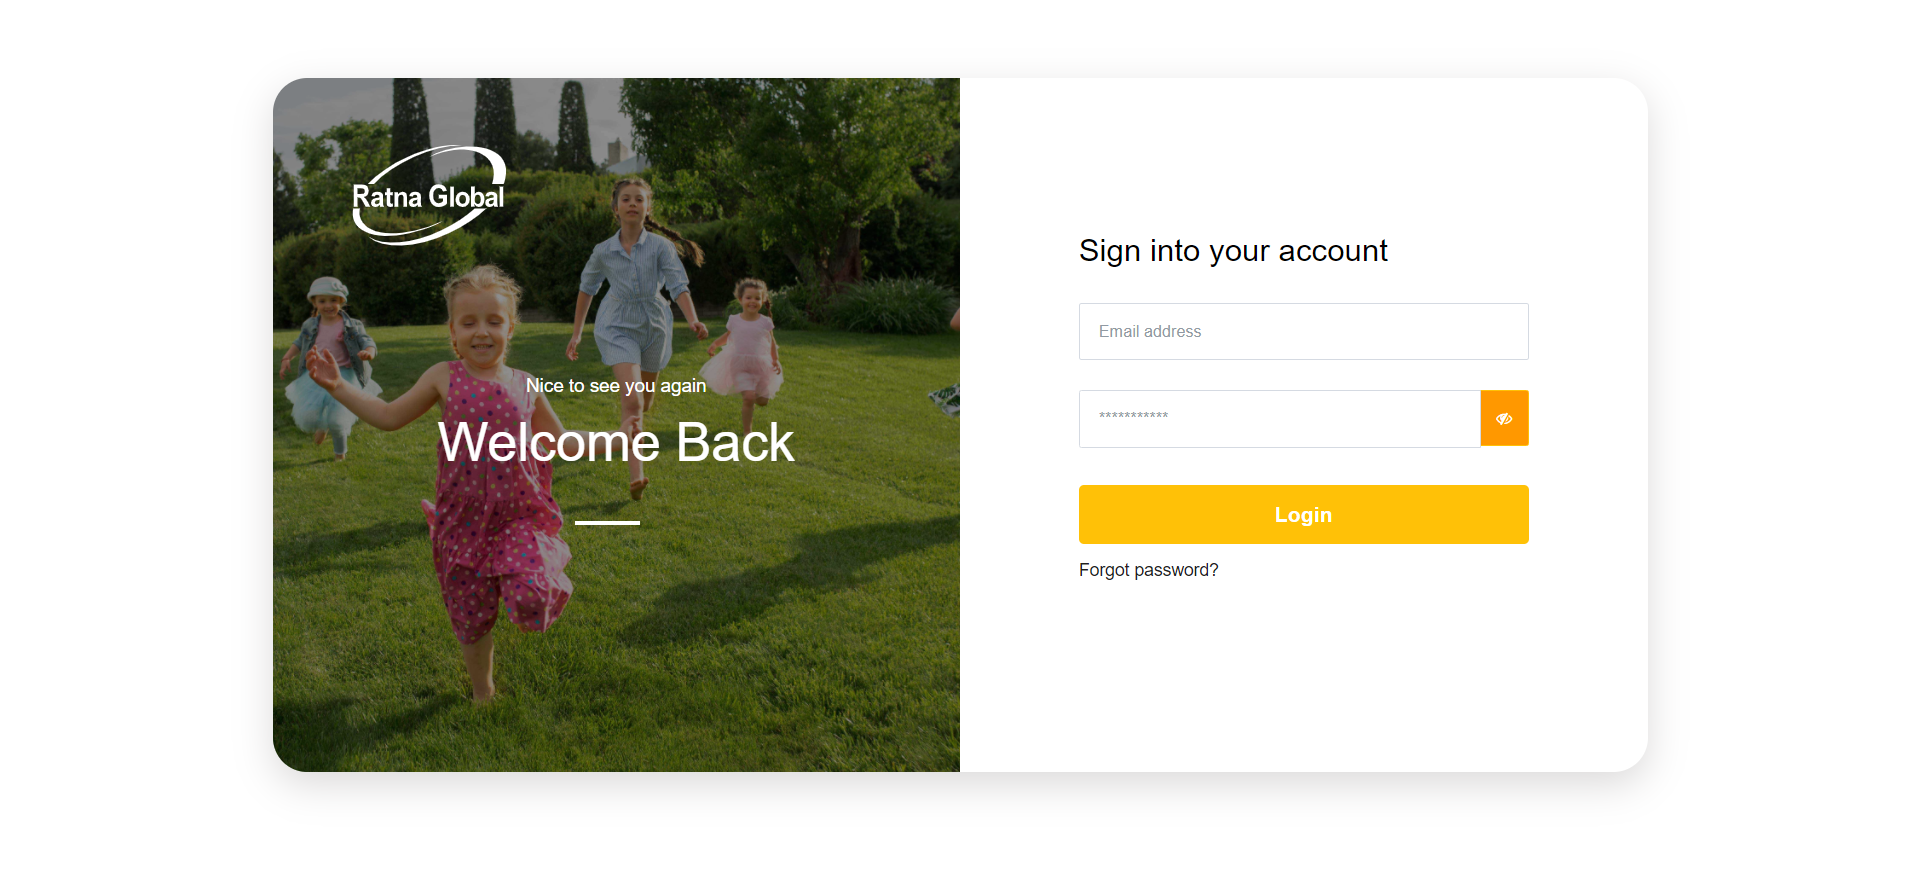 Ratna Global
Nice to see you again
Welcome Back
Sign into your account
Email address
***********
Login
Forgot password?